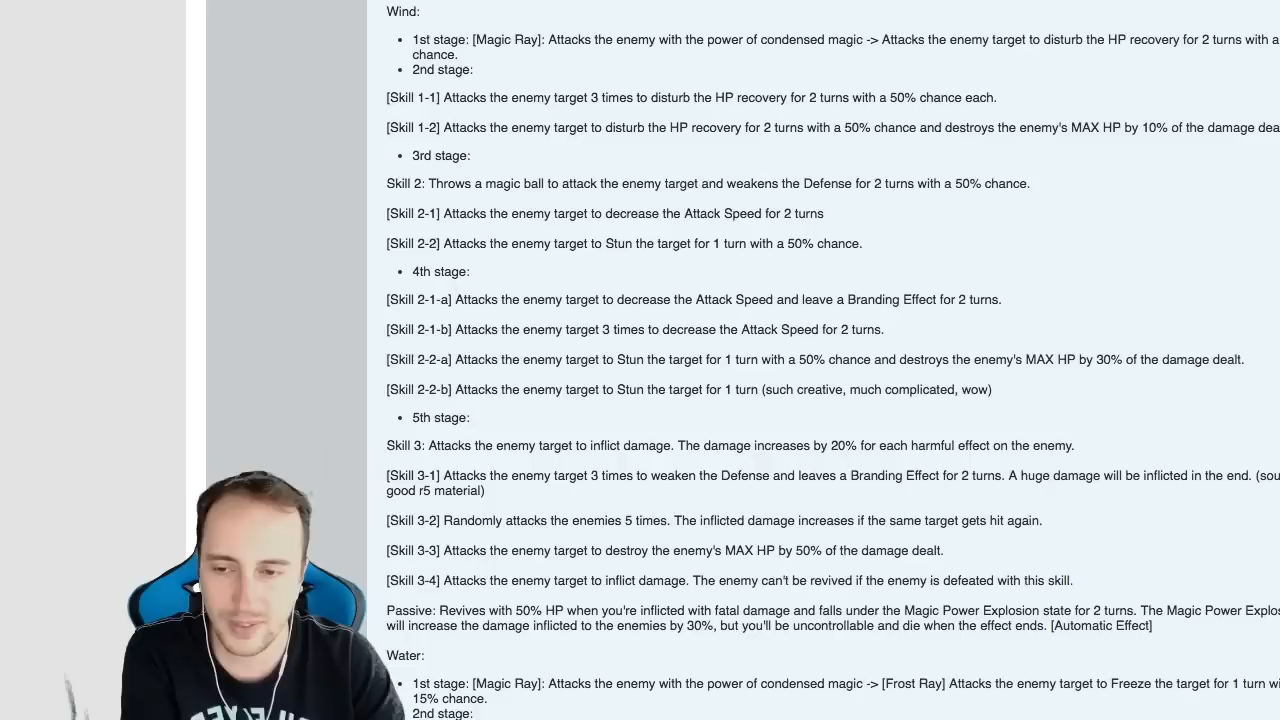 Wind:
• 1st stage: [Magic Ray]: Attacks the enemy with the power of condensed magic -> Attacks the enemy target to disturb the HP recovery for 2 turns with a
chance.
• 2nd stage:
[Skill 1-1] Attacks the enemy target 3 times to disturb the HP recovery for 2 turns with a 50% chance each.
[Skill 1-2] Attacks the enemy target to disturb the HP recovery for 2 turns with a 50% chance and destroys the enemy's MAX HP by 10% of the damage
• 3rd stage:
Skill 2: Throws a magic ball to attack the enemy target and weakens the Defense for 2 turns with a 50% chance.
[Skill 2-1] Attacks the enemy target to decrease the Attack Speed for 2 turns
[Skill 2-2] Attacks the enemy target to Stun the target for 1 turn with a 50% chance.
• 4th stage:
[Skill 2-1-a] Attacks the enemy target to decrease the Attack Speed and leave a Branding Effect for 2 turns.
[Skill 2-1-b] Attacks the enemy target 3 times to decrease the Attack Speed for 2 turns.
[Skill 2-2-a] Attacks the enemy target to Stun the target for 1 turn with a 50% chance and destroys the enemy's MAX HP by 30% of the damage dealt.
[Skill 2-2-b] Attacks the enemy target to Stun the target for 1 turn (such creative, much complicated, wow)
• 5th stage:
Skill 3: Attacks the enemy target to inflict damage. The damage increases by 20% for each harmful effect on the enemy.
[Skill 3-1] Attacks the enemy target 3 times to weaken the Defense and leaves a Branding Effect for 2 turns. A huge damage will be inflicted in the end.
good r5 material)
[Skill 3-2] Randomly attacks the enemies 5 times. The inflicted damage increases if the same target gets hit again.
[Skill 3-3] Attacks the enemy target to destroy the enemy's MAX HP by 50% of the damage dealt.
[Skill 3-4] Attacks the enemy target to inflict damage. The enemy can't be revived if the enemy is defeated with this skill.
Passive: Revives with 50% HP when you're inflicted with fatal damage and falls under the Magic Power Explosion state for 2 turns. The Magic Power
will increase the damage inflicted to the enemies by 30%, but you'll be uncontrollable and die when the effect ends. [Automatic Effect]
Water:
• 1st stage: [Magic Ray]: Attacks the enemy with the power of condensed magic -> [Frost Ray] Attacks the enemy target to Freeze the target for 1 turn
15% chance.
2nd stage: